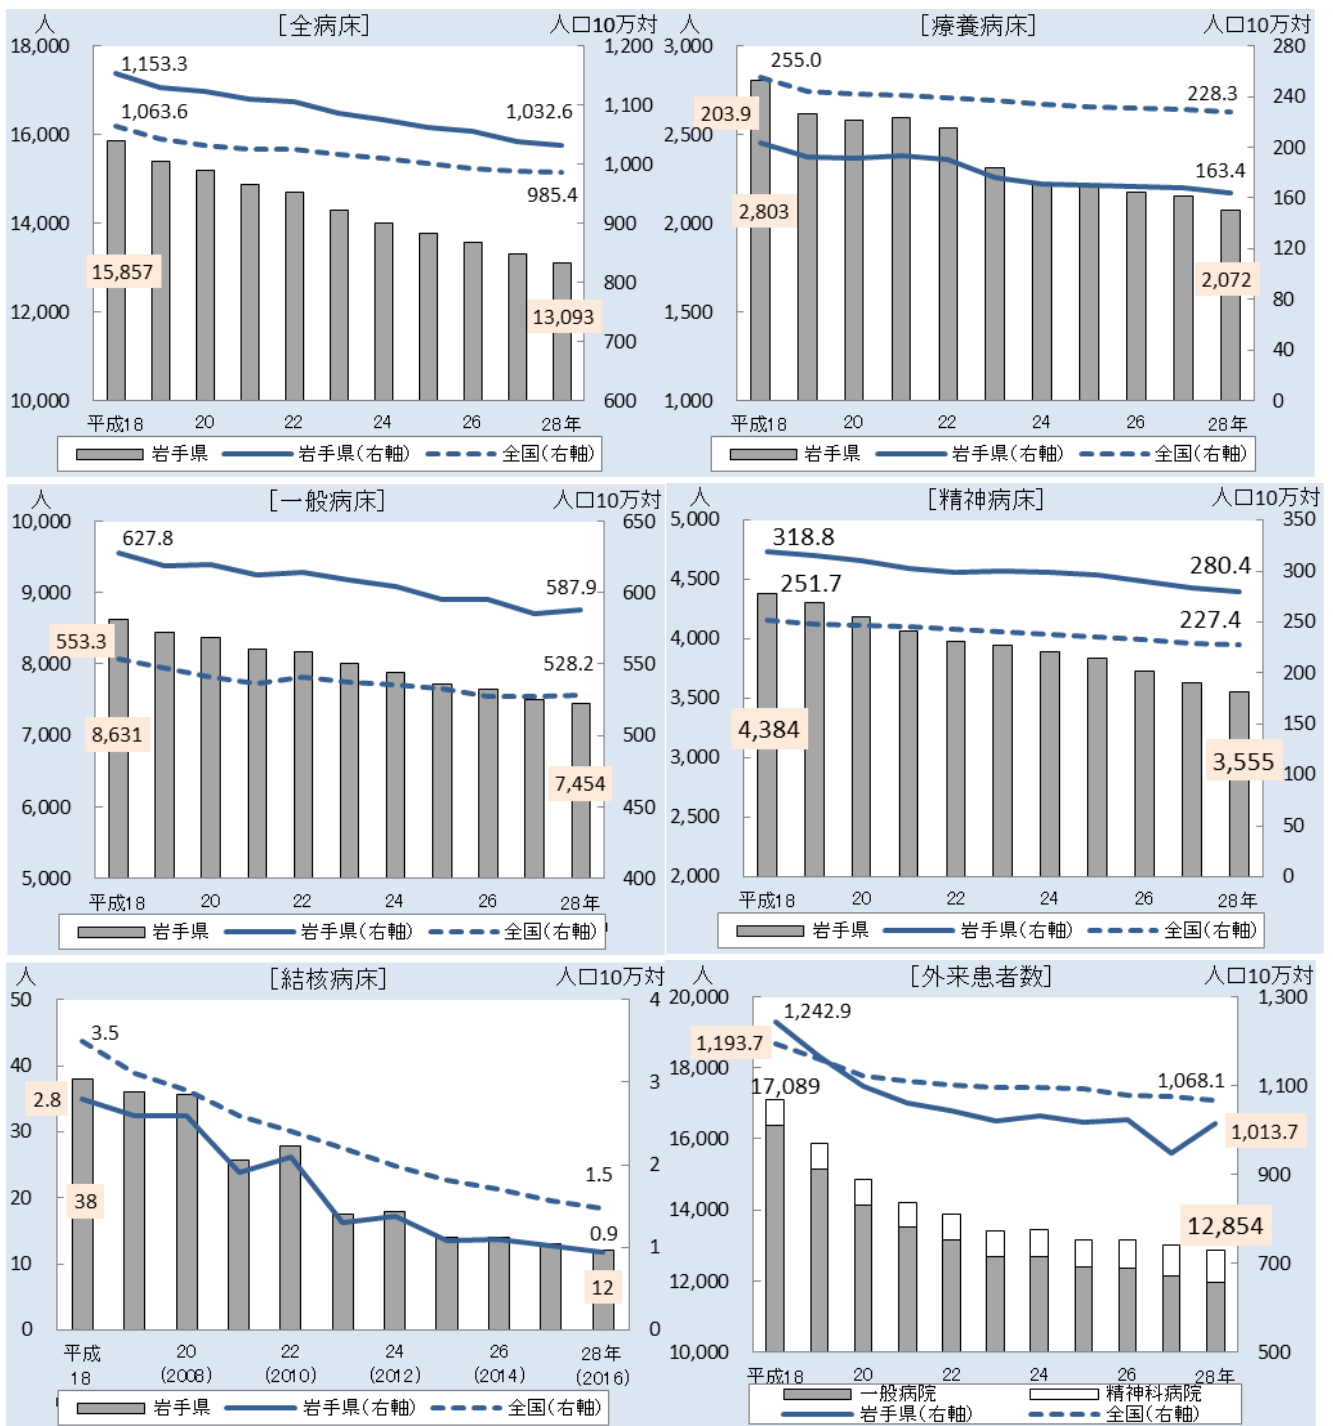 人 [全病床] 人口10万対
18,000 1,200
1,153.3
1,063.6 1,032.6 1,100
16,000
1,000
985.4
14,000 900
15,857 800
12,000 13,093
700
10,000 600
平成18 20 22 24 26 28年
岩手県 岩手県(右軸) 全国(右軸)
人 [療養病床] 人口10万対
3,000 280
255.0
228.3 240
203.9
2,500 200
163.4
160
2,803
2,000
120
2,072
80
1,500
40
1,000 0
平成18 20 22 24 26 28年
岩手県 岩手県(右軸) 全国(右軸)
人 [一般病床] 人口10万対
10,000 650
627.8
9,000 587.9 600
553.3
8,000 528.2 550
8,631
7,000 500
7,454
6,000 450
5,000 400
平成18 20 22 24 26 28年
岩手県 岩手県(右軸) 全国(右軸)
人 [精神病床] 人口10万対
5,000 350
318.8
4,500 251.7 280.4 300
227.4
4,000 250
200
3,500
4,384 150
3,000 3,555
100
2,500 50
2,000 0
平成18 20 22 24 26 28年
岩手県 岩手県(右軸) 全国(右軸)
人 [結核病床] 人口10万対
50 4
3.5
40
2.8 3
30
1.5 2
38
20
0.9
1
10 12
0 0
平成 20 22 24 26 28年
18 (2008) (2010) (2012) (2014) (2016)
岩手県 岩手県(右軸) 全国(右軸)
人 [外来患者数] 人口10万対
20,000 1,300
1,242.9
1,193.7
18,000 17,089 1,068.1 1,100
16,000 1,013.7
900
14,000 12,854
700
12,000
10,000 500
平成18 20 22 24 26 28年
一般病院 精神科病院
岩手県(右軸) 全国(右軸)